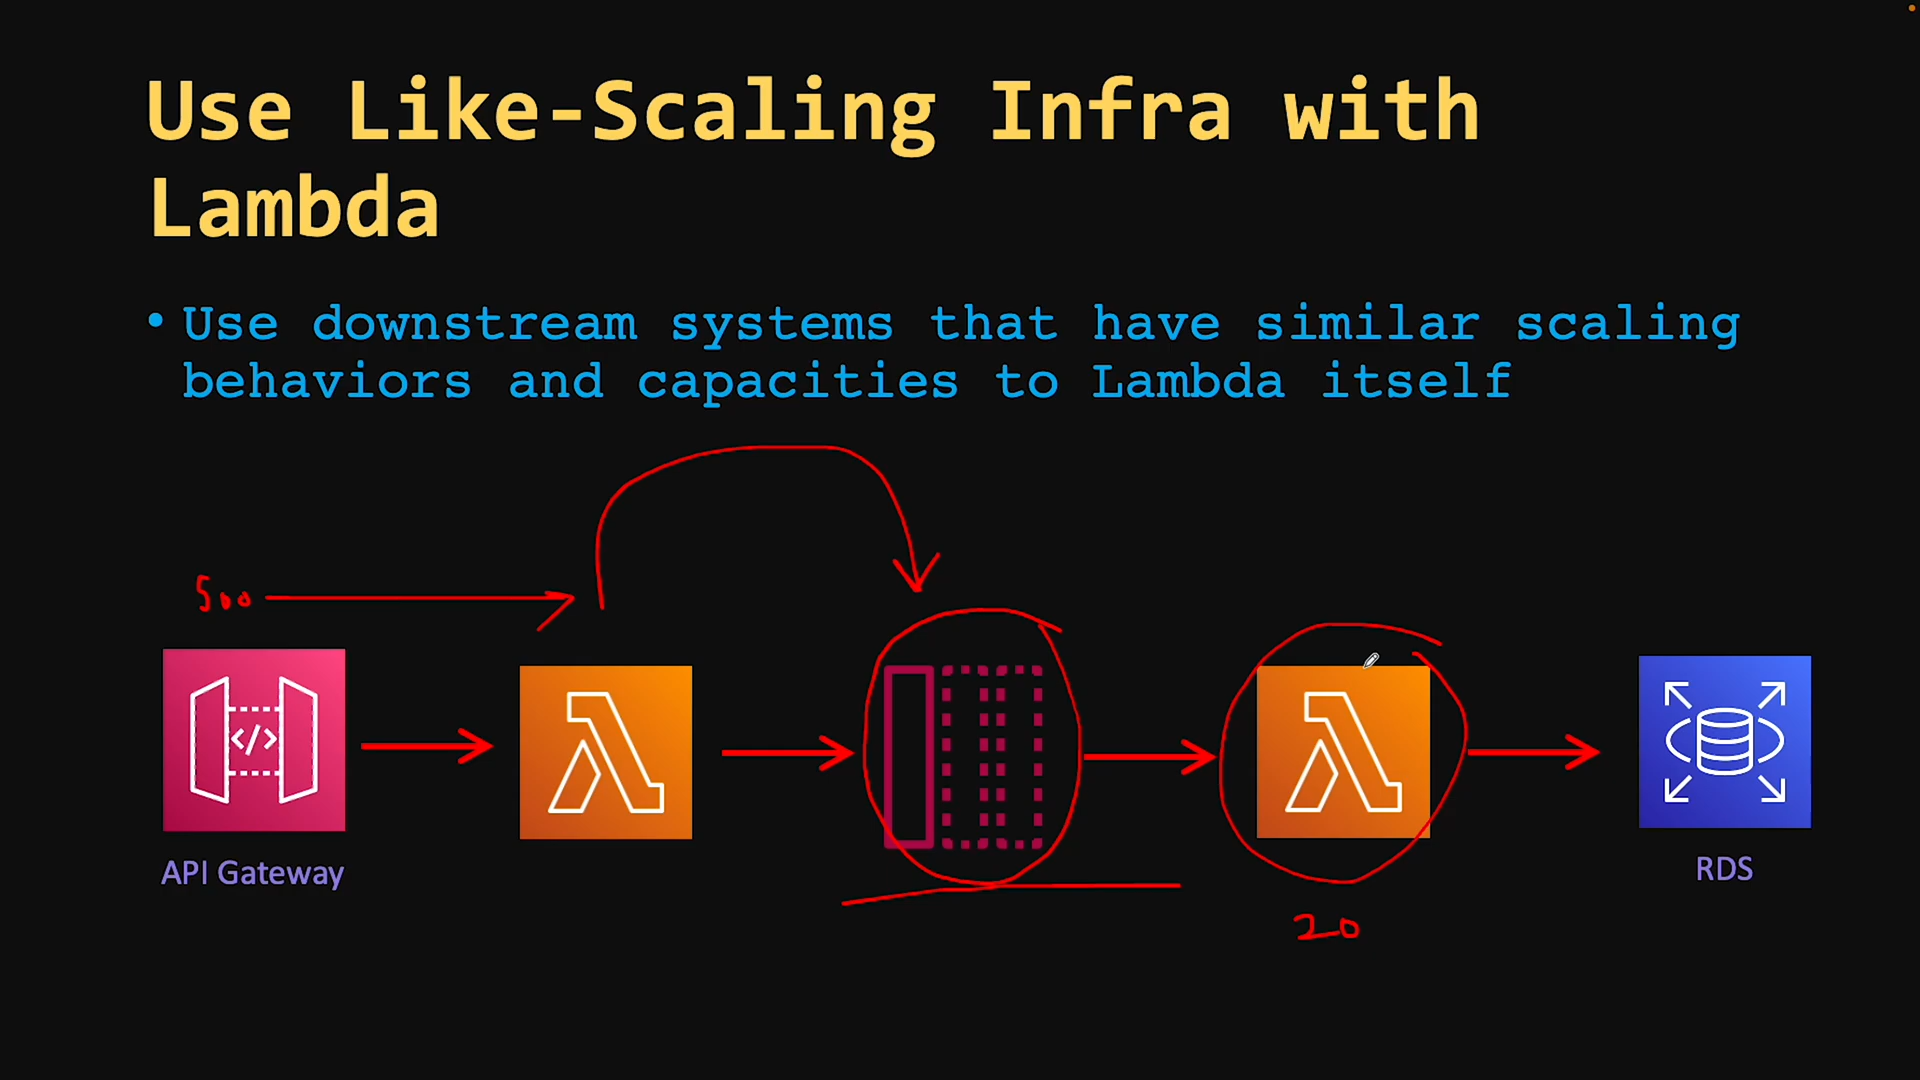 Use Like-Scaling Infra with
Lambda
• Use downstream systems that have similar scaling
behaviors and capacities to Lambda itself
500
</>
API Gateway
RDS
20